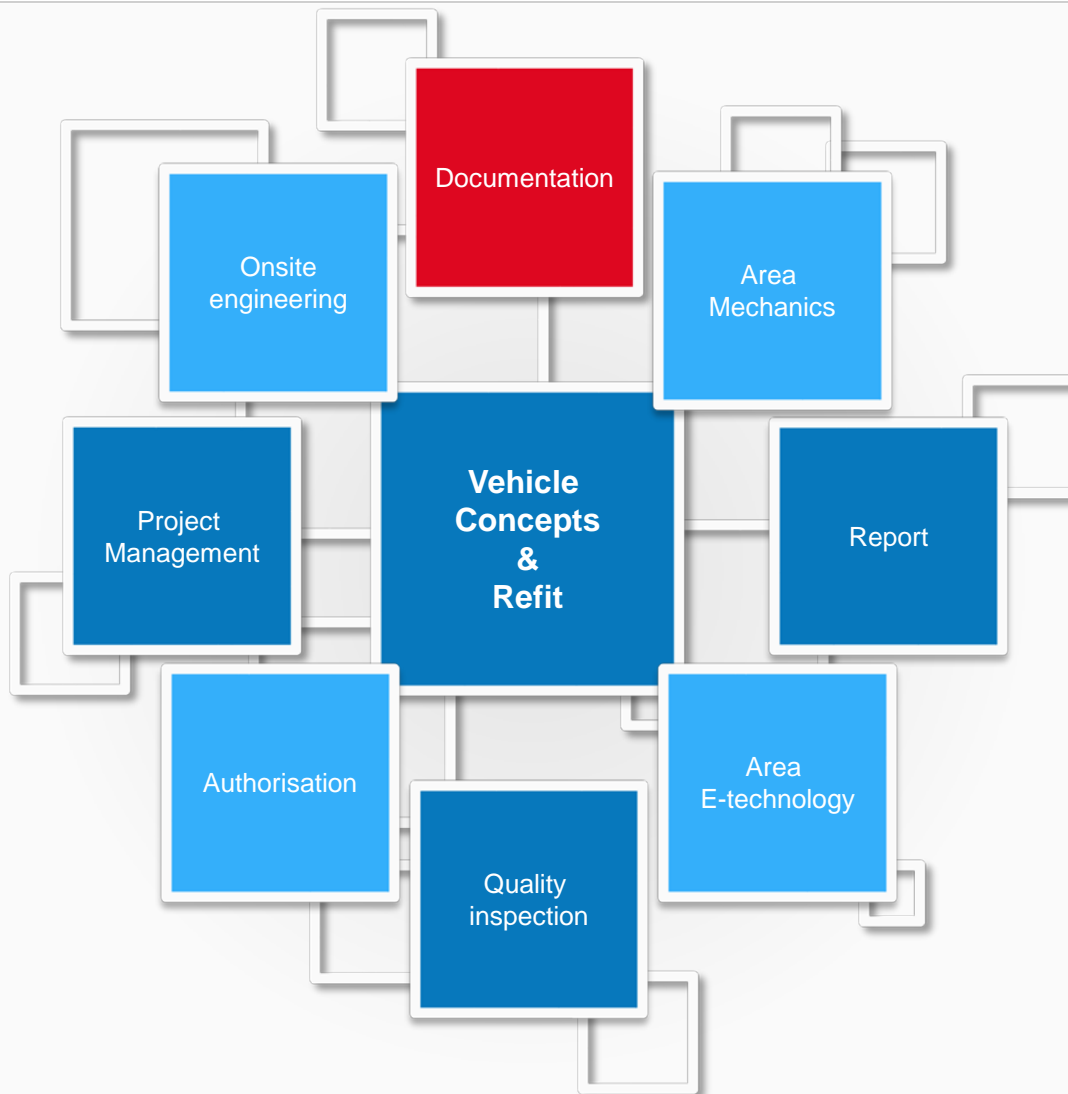 Documentation
Onsite
engineering
Area
Mechanics
Vehicle
Concepts
&
Refit
Project
Management
Report
Authorisation
Area
E-technology
Quality
inspection